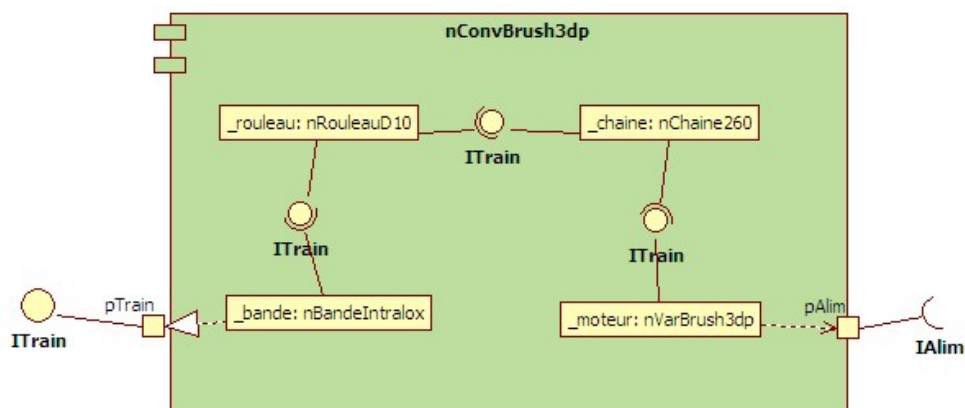 nConvBrush3dp
_rouleau: nRouleauD10
_chaine: nChaine260
ITrain
ITrain
ITrain
pTrain
_bande: nBandeIntralox
_moteur: nVarBrush3dp
pAlim
ITrain
IAlim